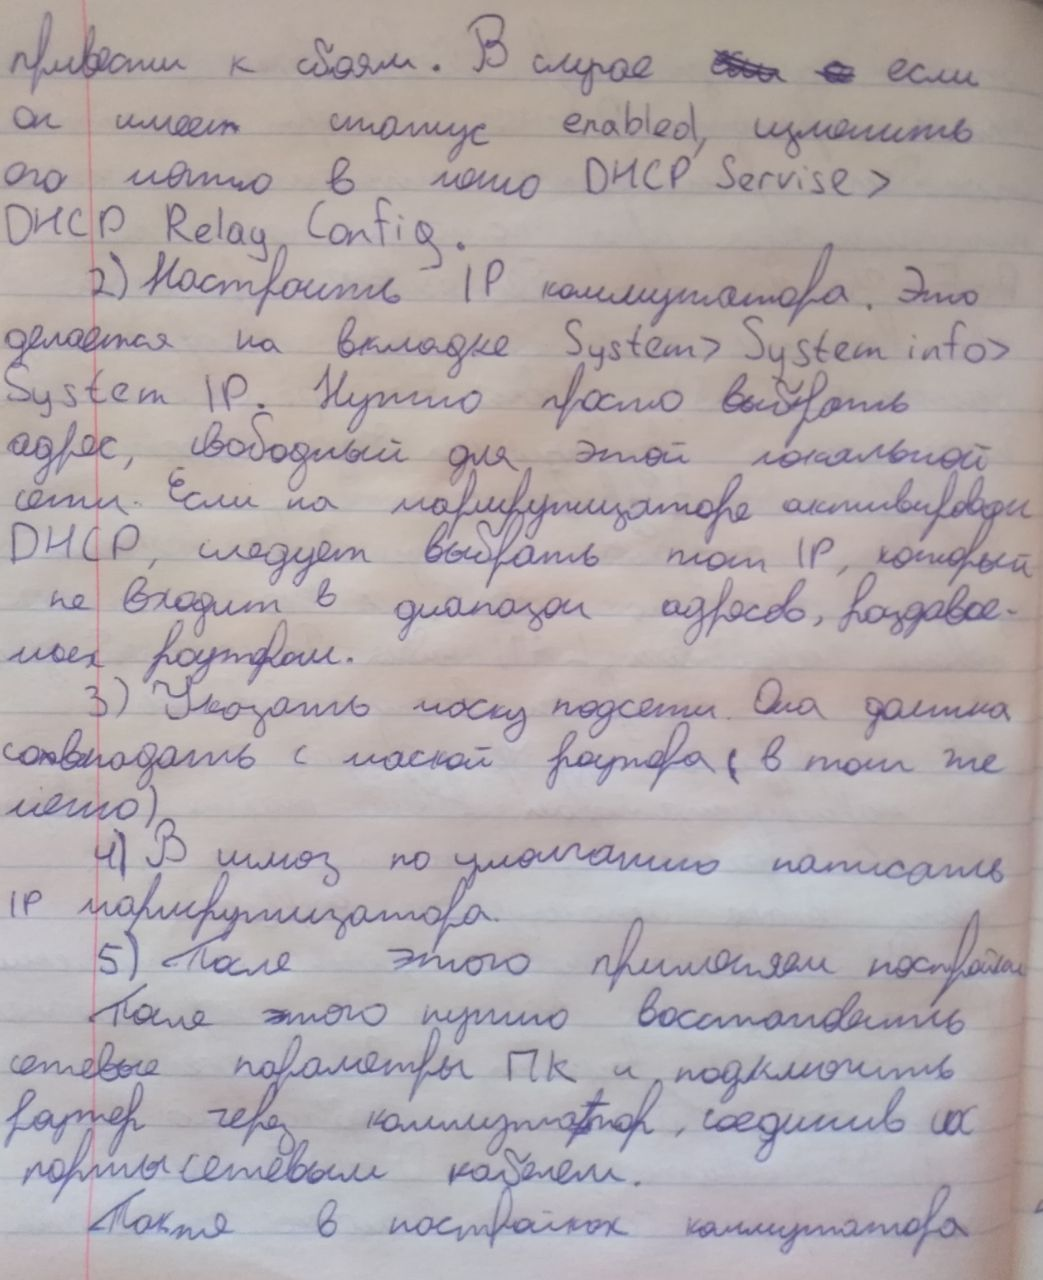 привести к сбоям. В случае если
он имеет статус enabled, изменить
его можно в меню DHCP Servise>
DHCP Relay Config.
2) Настроить IP коммутатора. Это
делается на вкладке System> System info>
System IP. Нужно просто выбрать
адрес, свободный для этой локальной
сети. Если на маршрутизаторе активирован
DHCP, следует выбрать тот IP, который
не входит в диапазон адресов, раздавае-
мых роутером.
3) Указать маску подсети. Она должна
совпадать с маской роутера (в том же
меню)
4) В шлюз по умолчанию написать
IP маршрутизатора.
5) После этого применяем настройки
После этого нужно восстановить
сетевые параметры ПК и подключить
роутер через коммутатор, соединив их
порты сетевым кабелем.
Также в настройках коммутатора